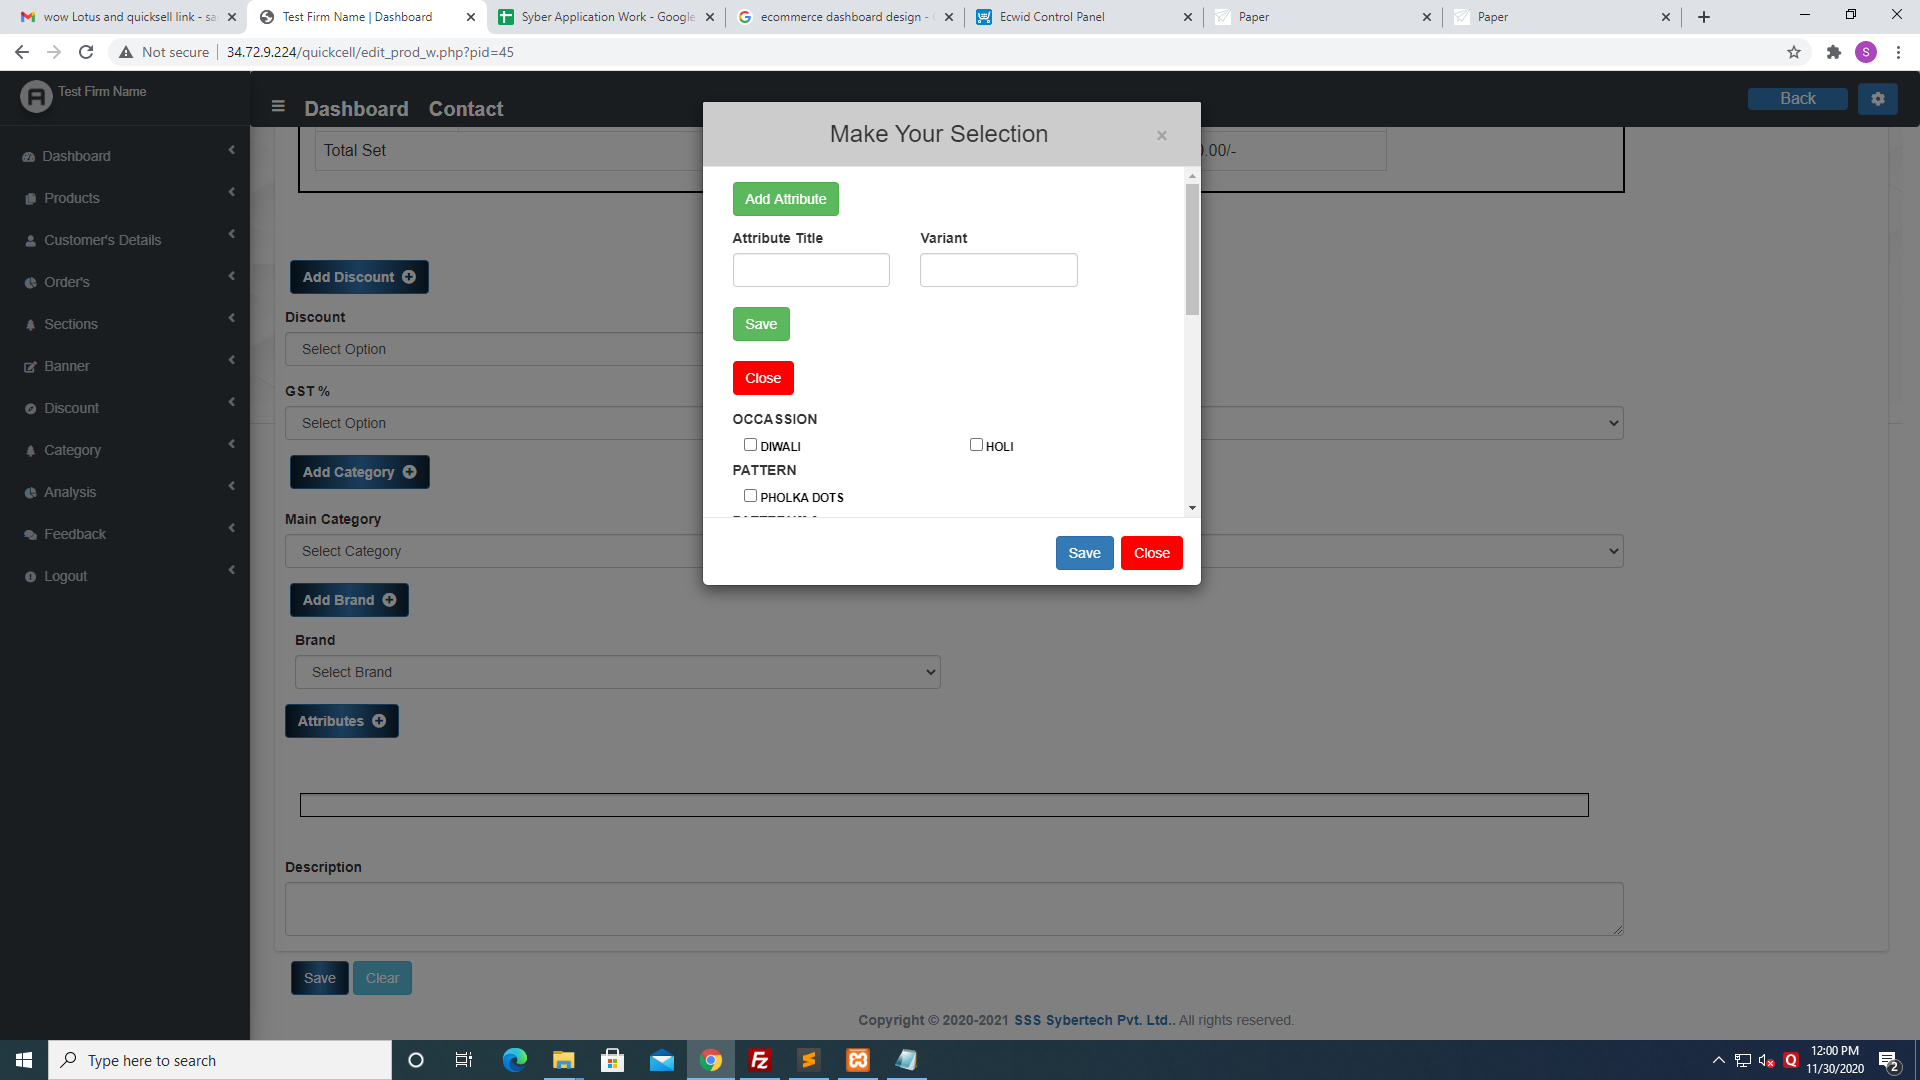 wow Lotus and quicksell link - sa
Test Firm Name | Dashboard
Syber Application Work - Google
ecommerce dashboard design -
Ecwid Control Panel
Paper
Paper
Not secure
34.72.9.224/quickcell/edit_prod_w.php?pid=45
S
Test Firm Name
Dashboard
Contact
Back
Dashboard
Products
Customer's Details
Order's
Sections
Banner
Discount
Category
Analysis
Feedback
Logout
Total Set
0.00/-
Add Discount
Discount
Select Option
GST %
Select Option
Add Category
Main Category
Select Category
Add Brand
Brand
Select Brand
Attributes
Description
Save
Clear
Make Your Selection
×
Add Attribute
Attribute Title
Variant
Save
Close
OCCASSION
DIWALI
HOLI
PATTERN
PHOLKA DOTS
Save
Close
Copyright © 2020-2021 SSS Sybertech Pvt. Ltd.. All rights reserved.
Type here to search
12:00 PM
11/30/2020
2